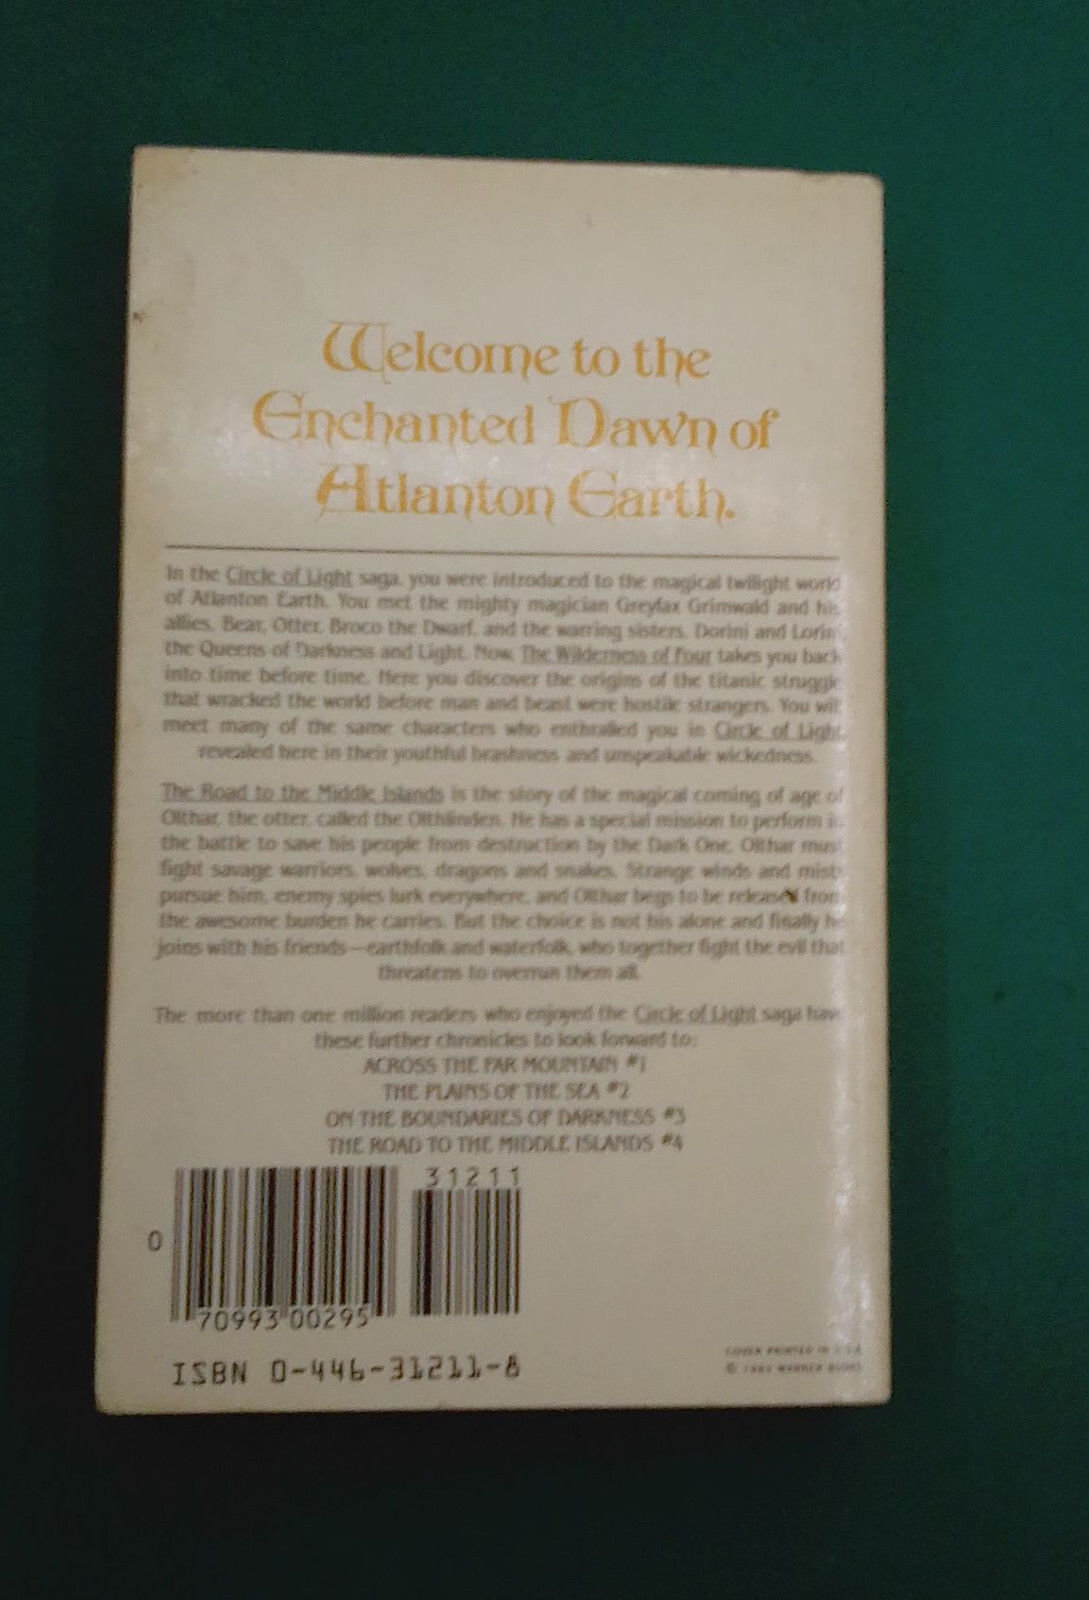 Welcome to the
Enchanted Dawn of
Atlanton Earth.
In the Circle of Light saga, you were introduced to the magical twilight world
of Atlanton Earth. You met the mighty magician Greyfax Grimwald and his
allies, Bear, Otter, Broco the Dwarf, and the warring sisters, Dorini and Lorini,
the Queens of Darkness and Light. Now, The Wilderness of Four takes you back
into time before time. Here you discover the origins of the titanic struggle
that wracked the world before man and beast were hostile strangers. You will
meet many of the same characters who enthralled you in Circle of Light,
revealed here in their youthful brashness and unspeakable wickedness.
The Road to the Middle Islands is the story of the magical coming of age of
Olthar, the otter, called the Olthlinden. He has a special mission to perform in
the battle to save his people from destruction by the Dark One. Olthar must
fight savage warriors, wolves, dragons and snakes. Strange winds and mists
pursue him, enemy spies lurk everywhere, and Olthar begs to be released from
the awesome burden he carries. But the choice is not his alone and finally he
joins with his friends—earthfolk and waterfolk, who together fight the evil that
threatens to overrun them all.
The more than one million readers who enjoyed the Circle of Light saga have
these further chronicles to look forward to:
ACROSS THE FAR MOUNTAIN #1
THE PLAINS OF THE SEA #2
ON THE BOUNDARIES OF DARKNESS #3
THE ROAD TO THE MIDDLE ISLANDS #4
31211
0 70993 00295
ISBN 0-446-31211-8
COVER PRINTED IN U.S.A.
© 1983 WARNER BOOKS